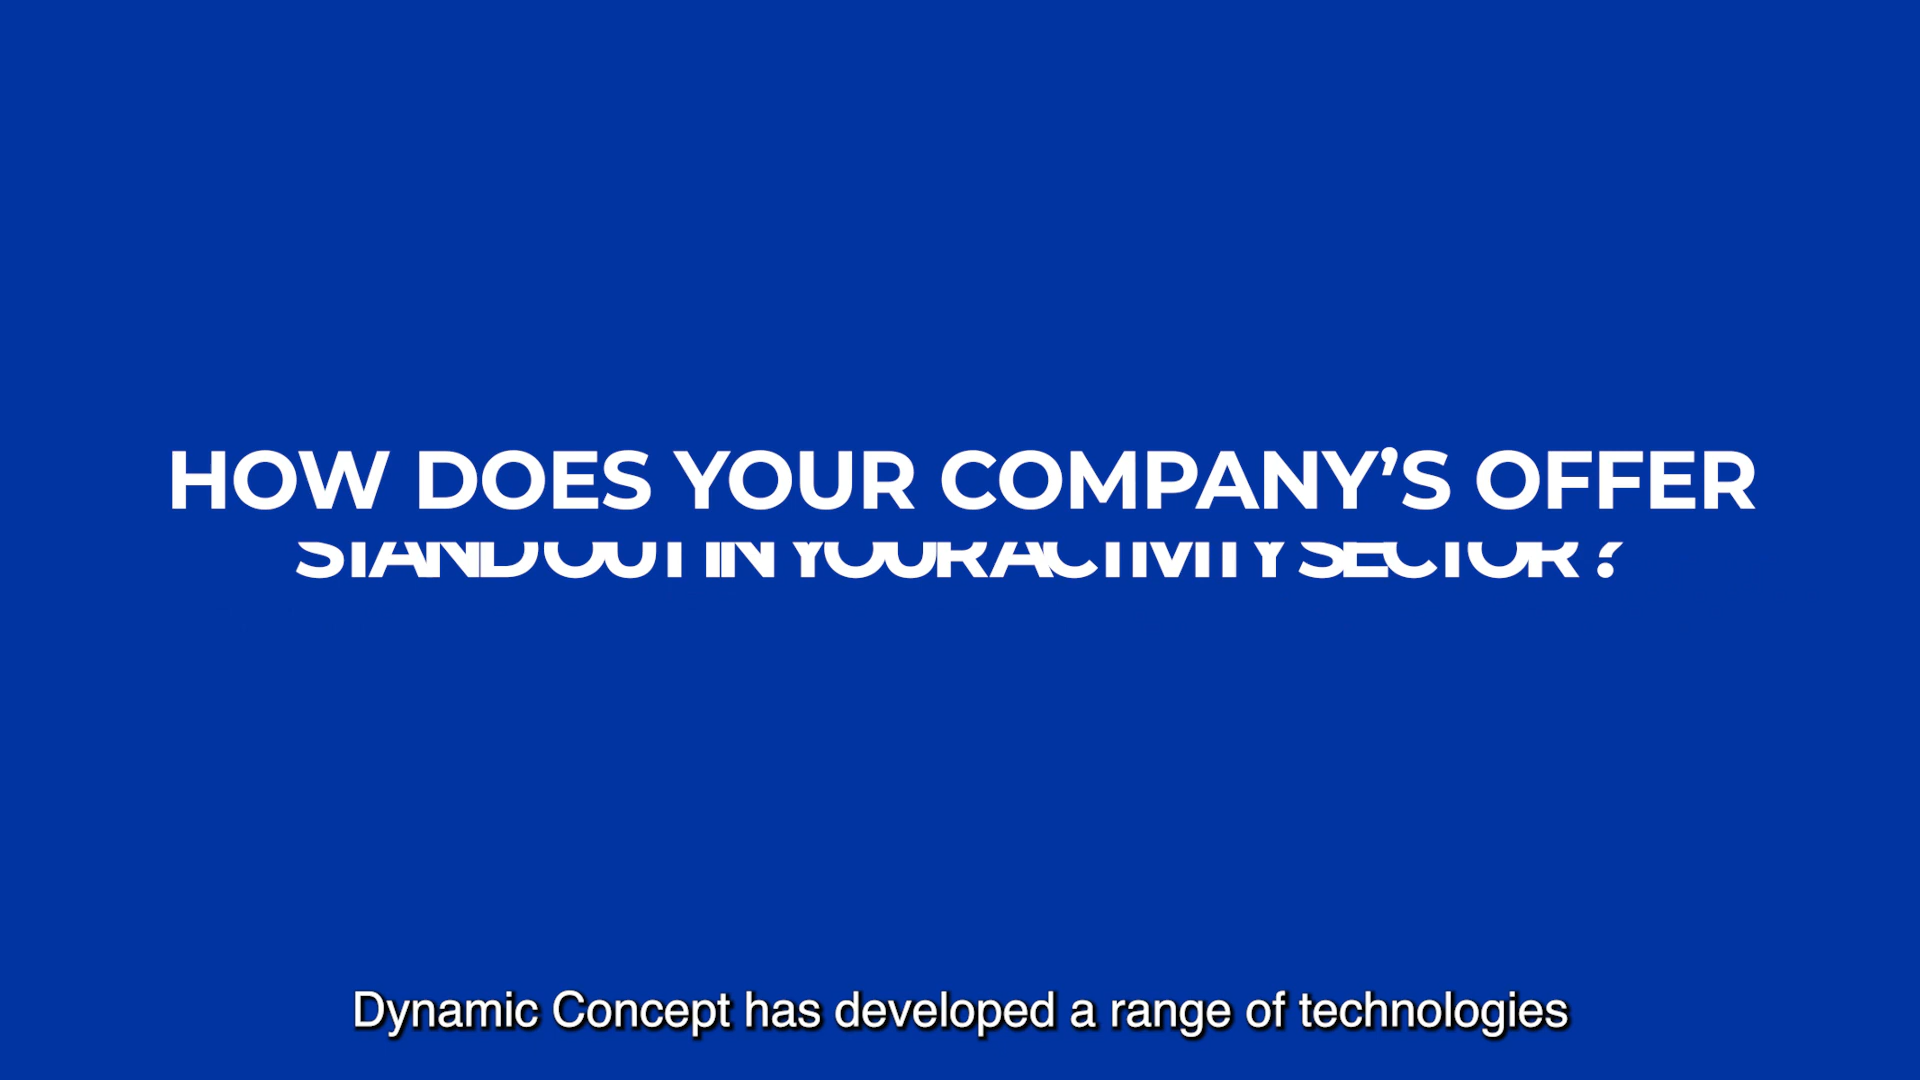 HOW DOES YOUR COMPANY’S OFFER
STAND OUT IN YOUR ACTIVITY SECTOR ?
Dynamic Concept has developed a range of technologies